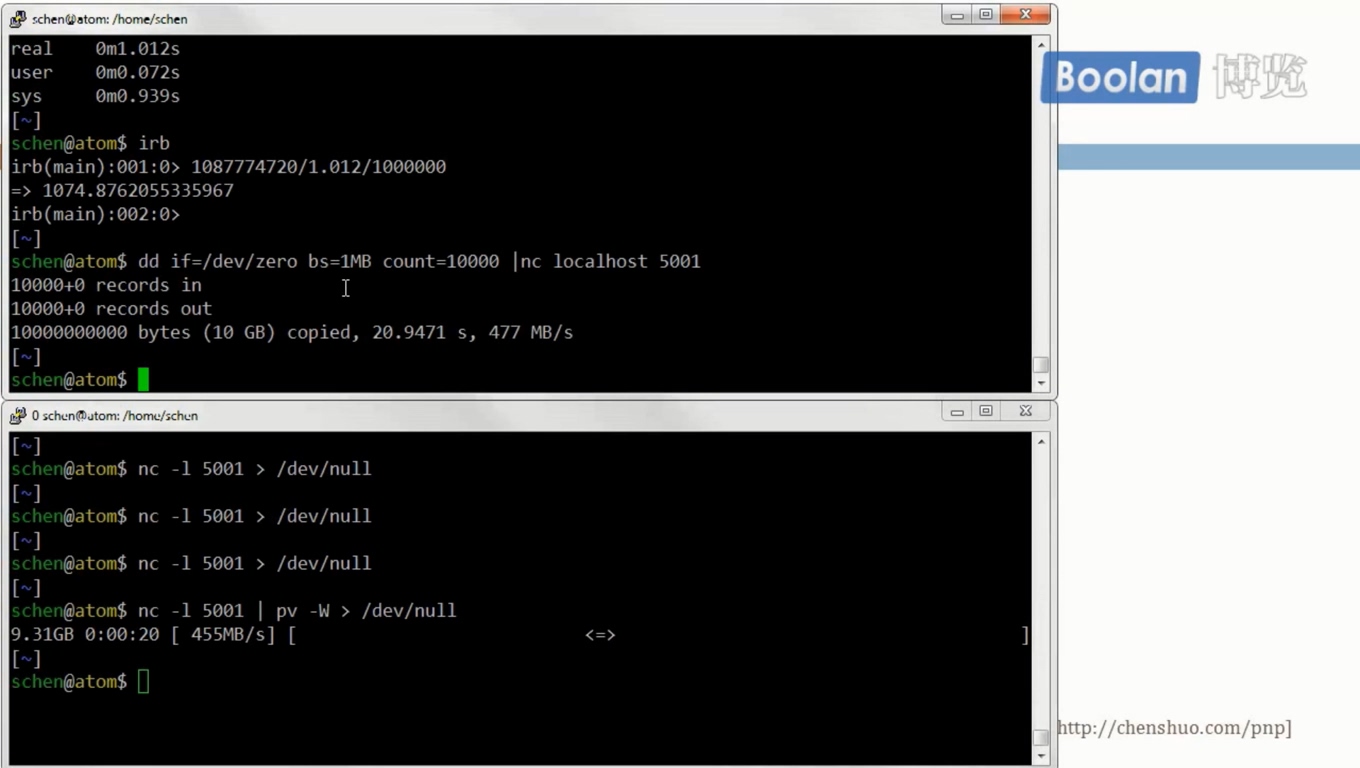 schen@atom: /home/schen
real    0m1.012s
user    0m0.072s
sys     0m0.939s
[~]
schen@atom$ irb
irb(main):001:0> 1087774720/1.012/1000000
=> 1074.8762055335967
irb(main):002:0>
[~]
schen@atom$ dd if=/dev/zero bs=1MB count=10000 |nc localhost 5001
10000+0 records in
10000+0 records out
10000000000 bytes (10 GB) copied, 20.9471 s, 477 MB/s
[~]
schen@atom$
Boolan 博览
0 schen@atom: /home/schen
[~]
schen@atom$ nc -l 5001 > /dev/null
[~]
schen@atom$ nc -l 5001 > /dev/null
[~]
schen@atom$ nc -l 5001 > /dev/null
[~]
schen@atom$ nc -l 5001 | pv -W > /dev/null
9.31GB 0:00:20 [ 455MB/s] [                           <=>                                       ]
[~]
schen@atom$
http://chenshuo.com/pnp]